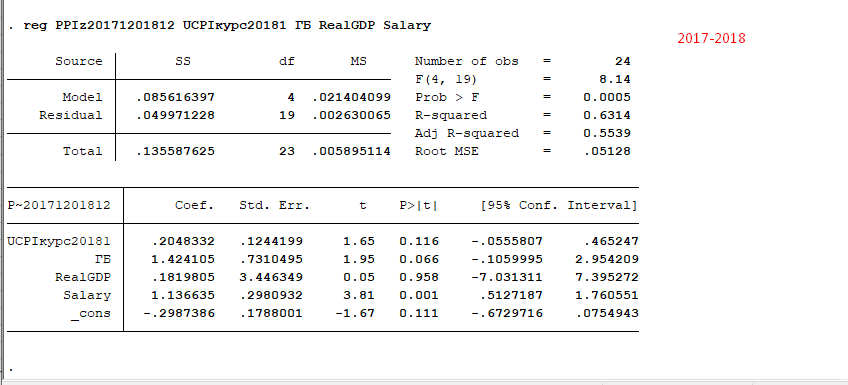 . reg PPIz20171201812 UCPIкурс20181 ГБ RealGDP Salary
2017-2018
Source SS df MS Number of obs = 24
F(4, 19) = 8.14
Model .085616397 4 .021404099 Prob > F = 0.0005
Residual .049971228 19 .002630065 R-squared = 0.6314
Adj R-squared = 0.5539
Total .135587625 23 .005895114 Root MSE = .05128
P~20171201812 Coef. Std. Err. t P>|t| [95% Conf. Interval]
UCPIкурс20181 .2048332 .1244199 1.65 0.116 -.0555807 .465247
ГБ 1.424105 .7310495 1.95 0.066 -.1059995 2.954209
RealGDP .1819805 3.446349 0.05 0.958 -7.031311 7.395272
Salary 1.136635 .2980932 3.81 0.001 .5127187 1.760551
_cons -.2987386 .1788001 -1.67 0.111 -.6729716 .0754943
.